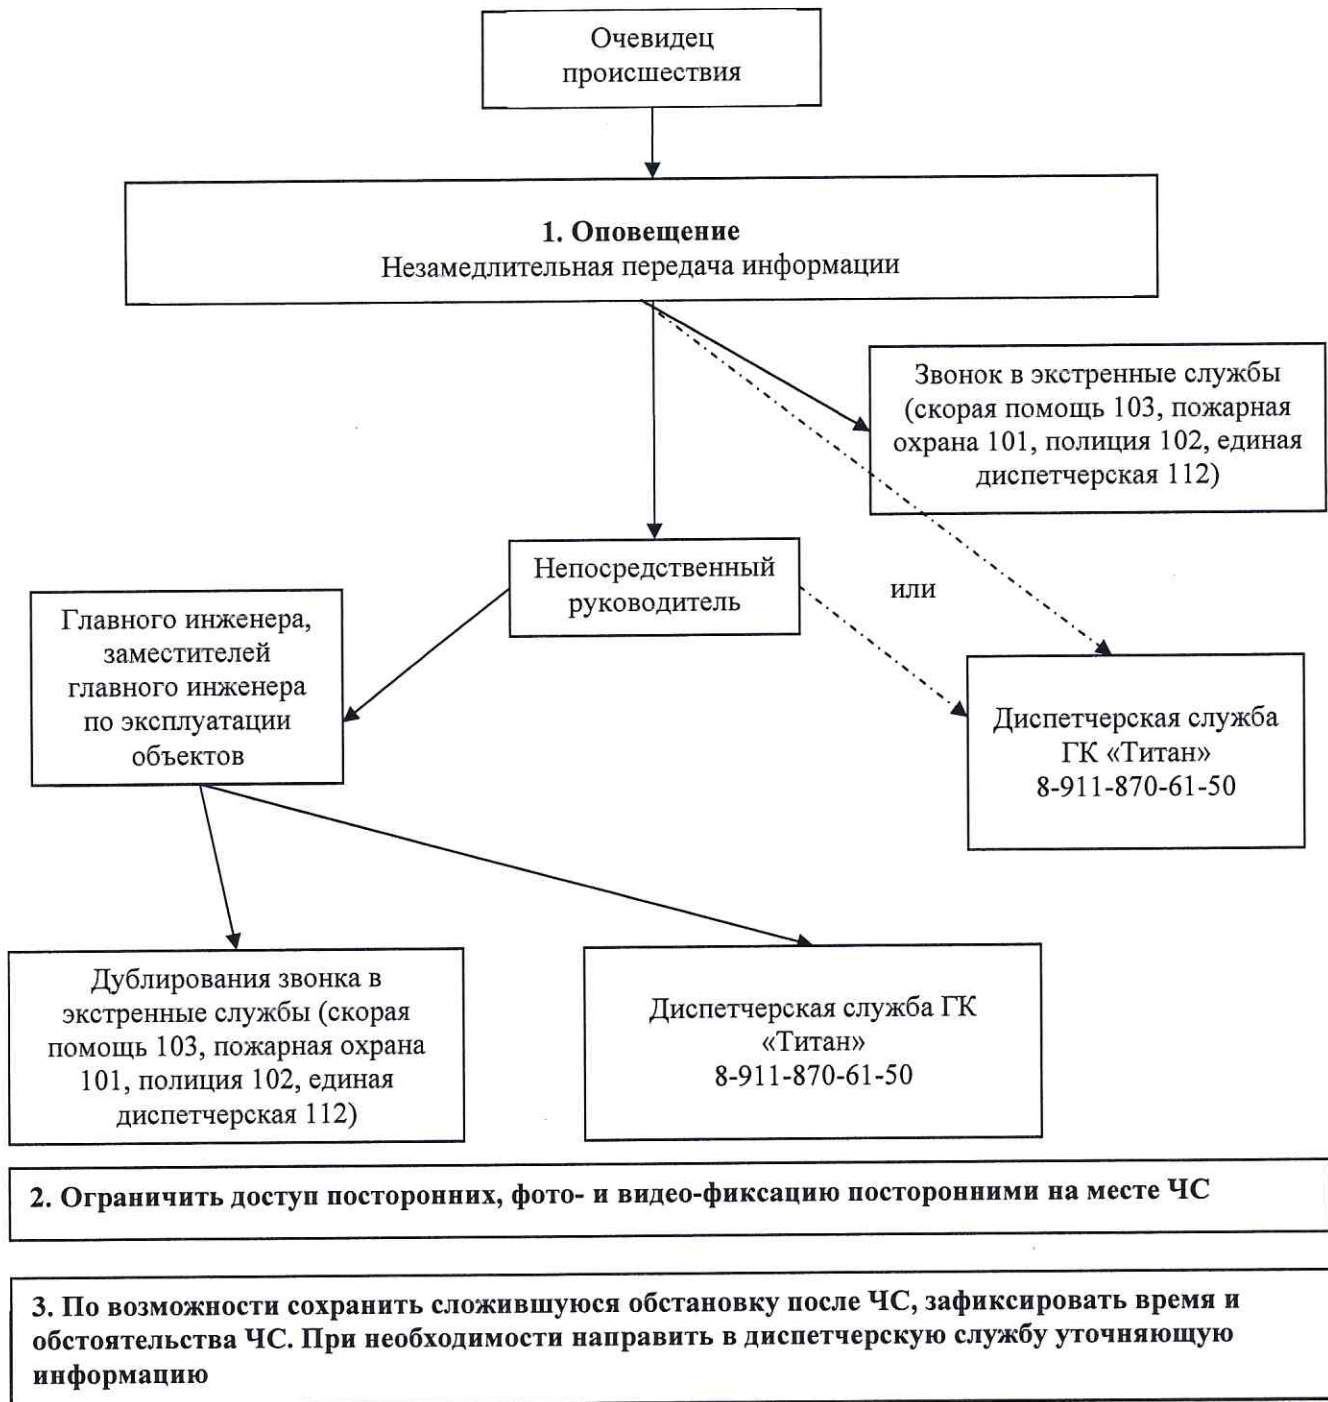 Очевидец
происшествия
1. Оповещение
Незамедлительная передача информации
Звонок в экстренные службы
(скорая помощь 103, пожарная
охрана 101, полиция 102, единая
диспетчерская 112)
Непосредственный
руководитель
или
Главного инженера,
заместителей
главного инженера
по эксплуатации
объектов
Диспетчерская служба
ГК «Титан»
8-911-870-61-50
Дублирования звонка в
экстренные службы (скорая
помощь 103, пожарная охрана
101, полиция 102, единая
диспетчерская 112)
Диспетчерская служба ГК
«Титан»
8-911-870-61-50
2. Ограничить доступ посторонних, фото- и видео-фиксацию посторонними на месте ЧС
3. По возможности сохранить сложившуюся обстановку после ЧС, зафиксировать время и
обстоятельства ЧС. При необходимости направить в диспетчерскую службу уточняющую
информацию